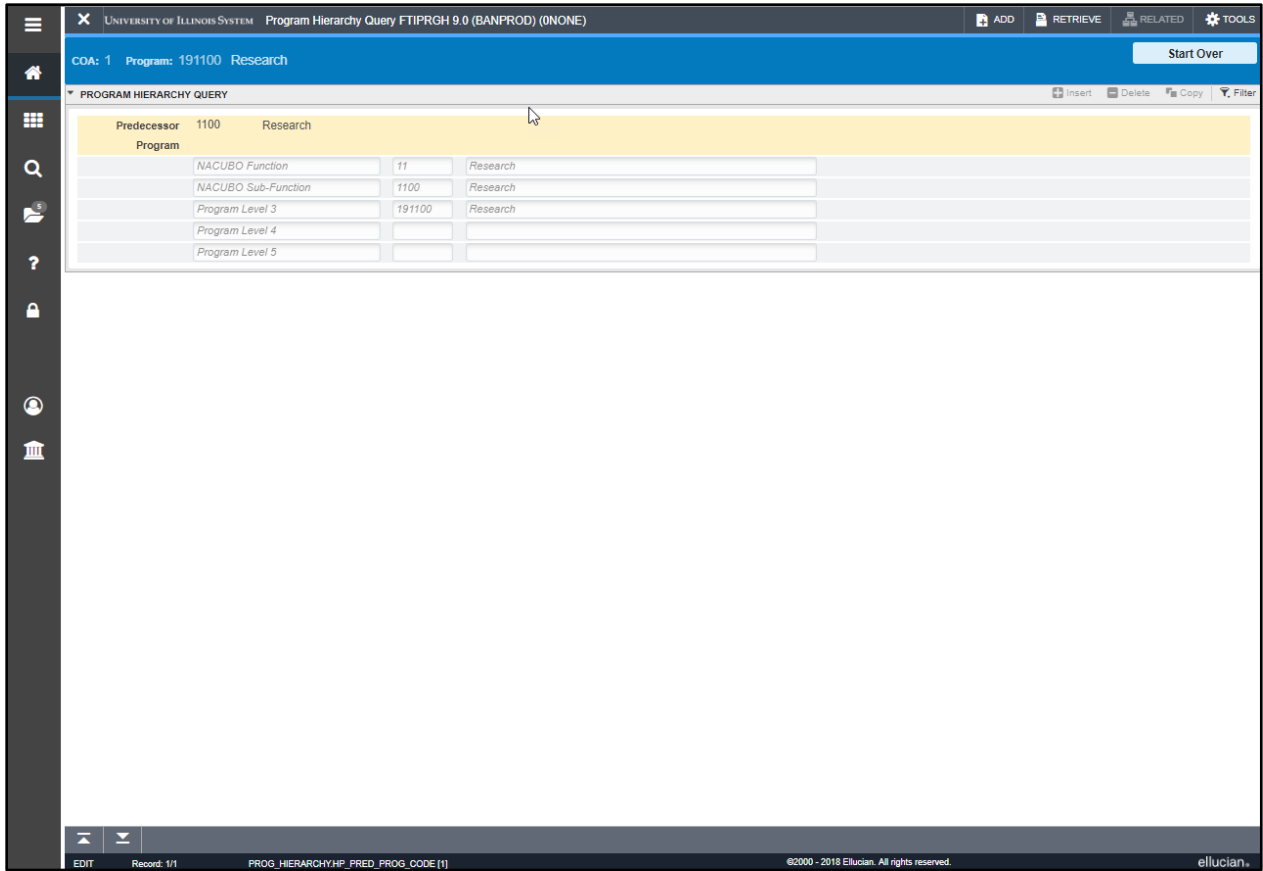 UNIVERSITY OF ILLINOIS SYSTEM Program Hierarchy Query FTIPRGH 9.0 (BANPROD) (0NONE) ADD RETRIEVE RELATED TOOLS
COA: 1 Program: 191100 Research Start Over
PROGRAM HIERARCHY QUERY Insert Delete Copy Filter
Predecessor Program 1100 Research
NACUBO Function 11 Research
NACUBO Sub-Function 1100 Research
Program Level 3 191100 Research
Program Level 4
Program Level 5
5
?
EDIT Record: 1/1 PROG_HIERARCHY.HP_PRED_PROG_CODE [1] ©2000 - 2018 Ellucian. All rights reserved. ellucian.